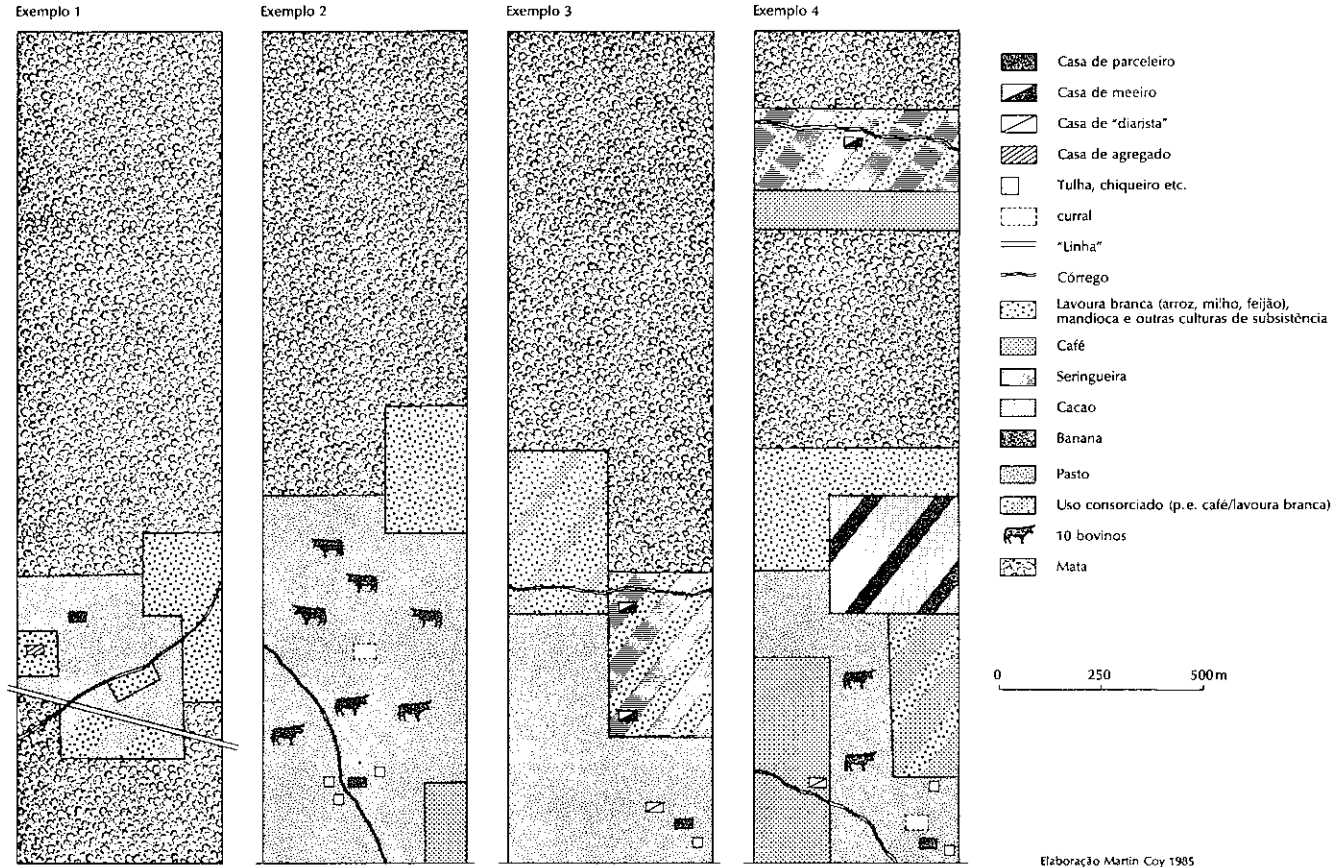 Exemplo 1
Exemplo 2
Exemplo 3
Exemplo 4
Casa de parceleiro
Casa de meeiro
Casa de "diarista"
Casa de agregado
Tulha, chiqueiro etc.
curral
"Linha"
Córrego
Lavoura branca (arroz, milho, feijão),
mandioca e outras culturas de subsistência
Café
Seringueira
Cacao
Banana
Pasto
Uso consorciado (p.e. café/lavoura branca)
10 bovinos
Mata
0 250 500m
Elaboração Martin Coy 1985